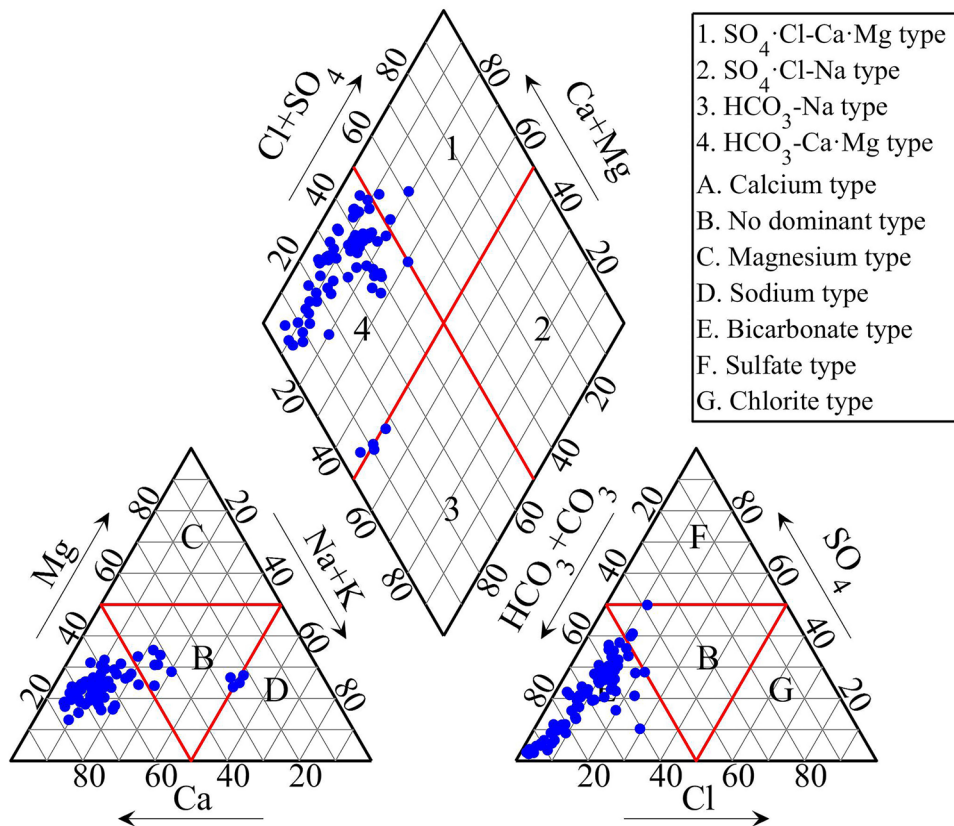 1. SO₄·Cl-Ca·Mg type
2. SO₄·Cl-Na type
3. HCO₃-Na type
4. HCO₃-Ca·Mg type
A. Calcium type
B. No dominant type
C. Magnesium type
D. Sodium type
E. Bicarbonate type
F. Sulfate type
G. Chlorite type
Cl+SO₄
Ca+Mg
80 80
60 60
40 40
20 20
1
4 2
3
20 20
40 40
60 60
80 80
Mg
Na+K
80 20
60 40
40 60
20 80
C
B
D
80 60 40 20
Ca
HCO₃+CO₃
SO₄
20 80
40 60
60 40
80 20
F
B
E
G
20 40 60 80
Cl